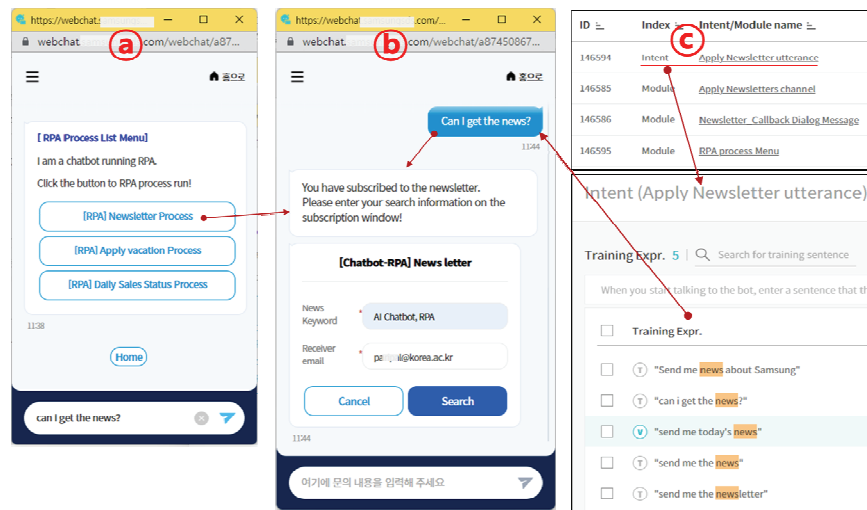 https://webchat.s
webchat. .com/webchat/a87...
ⓐ
홈으로
[ RPA Process List Menu]
I am a chatbot running RPA.
Click the button to RPA process run!
[RPA] Newsletter Process
[RPA] Apply vacation Process
[RPA] Daily Sales Status Process
11:38
Home
can I get the news?
https://webchat. .com/...
webchat. .com/webchat/a87450867...
ⓑ
홈으로
Can I get the news?
11:44
You have subscribed to the newsletter.
Please enter your search information on the
subscription window!
[Chatbot-RPA] News letter
News
Keyword
*
AI Chatbot, RPA
Receiver
email
*
@korea.ac.kr
Cancel
Search
11:44
여기에 문의 내용을 입력해 주세요
ⓒ
ID Index Intent/Module name
146594 Intent Apply Newsletter utterance
146585 Module Apply Newsletters channel
146586 Module Newsletter_Callback Dialog Message
146595 Module RPA process Menu
Intent (Apply Newsletter utterance)
Training Expr. 5 Search for training sentence
When you start talking to the bot, enter a sentence that th
Training Expr.
T "Send me news about Samsung"
T "can i get the news?"
V "send me today's news"
T "send me the news"
T "send me the newsletter"